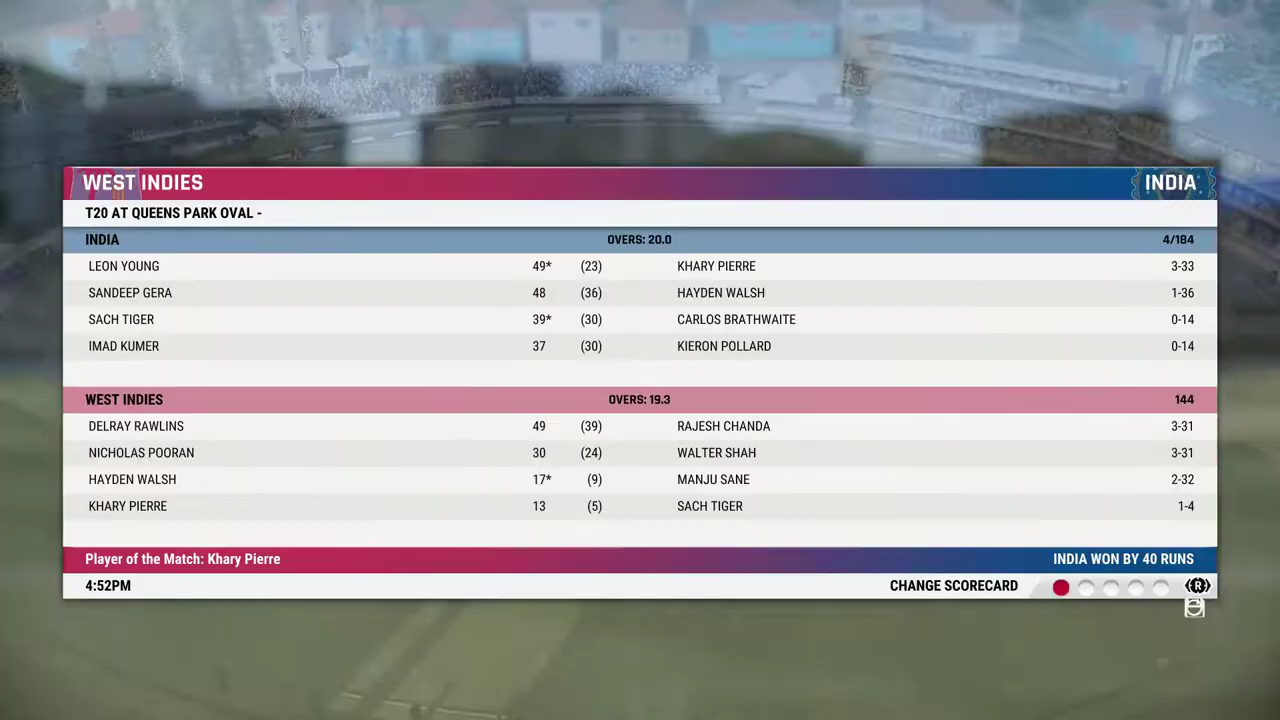 WEST INDIES INDIA
T20 AT QUEENS PARK OVAL -
INDIA OVERS: 20.0 4/184
LEON YOUNG 49* (23) KHARY PIERRE 3-33
SANDEEP GERA 48 (36) HAYDEN WALSH 1-36
SACH TIGER 39* (30) CARLOS BRATHWAITE 0-14
IMAD KUMER 37 (30) KIERON POLLARD 0-14
WEST INDIES OVERS: 19.3 144
DELRAY RAWLINS 49 (39) RAJESH CHANDA 3-31
NICHOLAS POORAN 30 (24) WALTER SHAH 3-31
HAYDEN WALSH 17* (9) MANJU SANE 2-32
KHARY PIERRE 13 (5) SACH TIGER 1-4
Player of the Match: Khary Pierre INDIA WON BY 40 RUNS
4:52PM CHANGE SCORECARD R